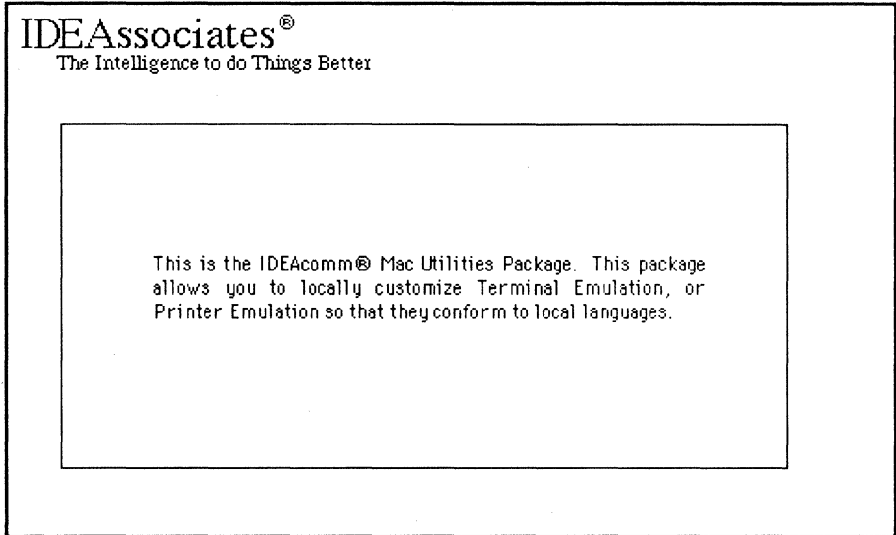 IDEAssociates®
The Intelligence to do Things Better
This is the IDEAcomm® Mac Utilities Package. This package
allows you to locally customize Terminal Emulation, or
Printer Emulation so that they conform to local languages.